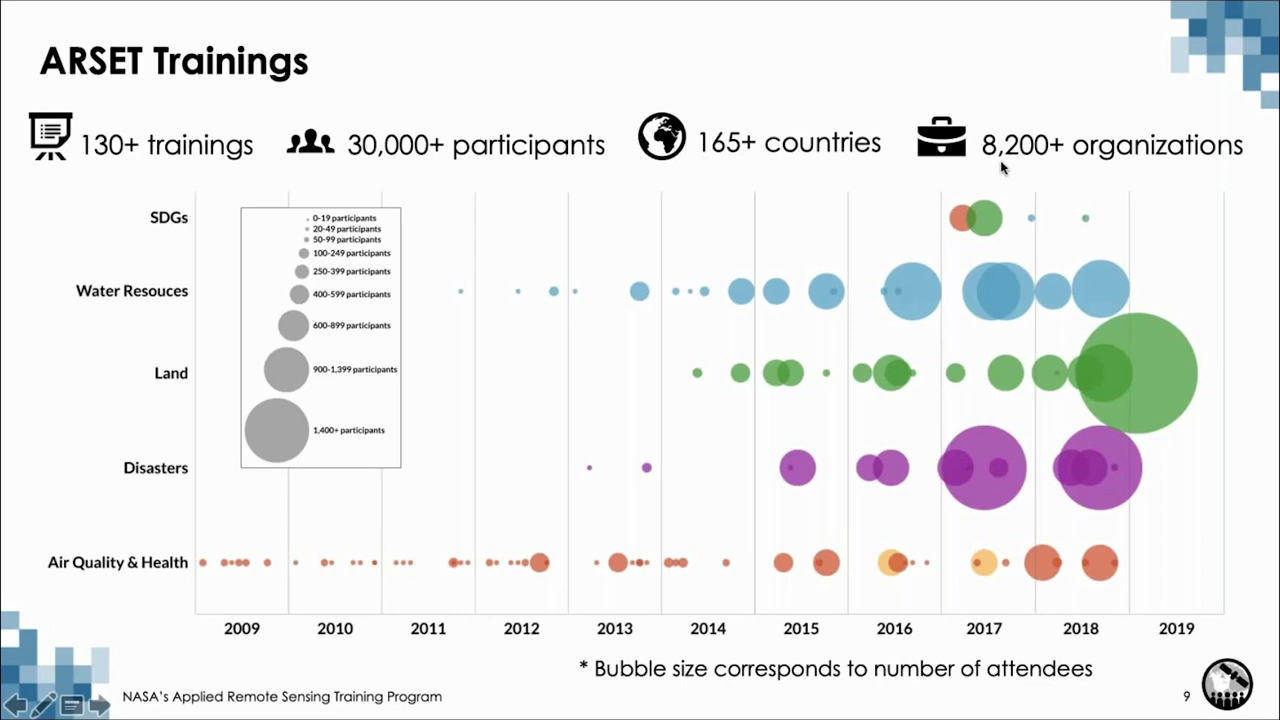 ARSET Trainings
130+ trainings
30,000+ participants
165+ countries
8,200+ organizations
SDGs
Water Resouces
Land
Disasters
Air Quality & Health
0-19 participants
20-49 participants
50-99 participants
100-249 participants
250-399 participants
400-599 participants
600-899 participants
900-1,399 participants
1,400+ participants
2009
2010
2011
2012
2013
2014
2015
2016
2017
2018
2019
* Bubble size corresponds to number of attendees
NASA's Applied Remote Sensing Training Program
9